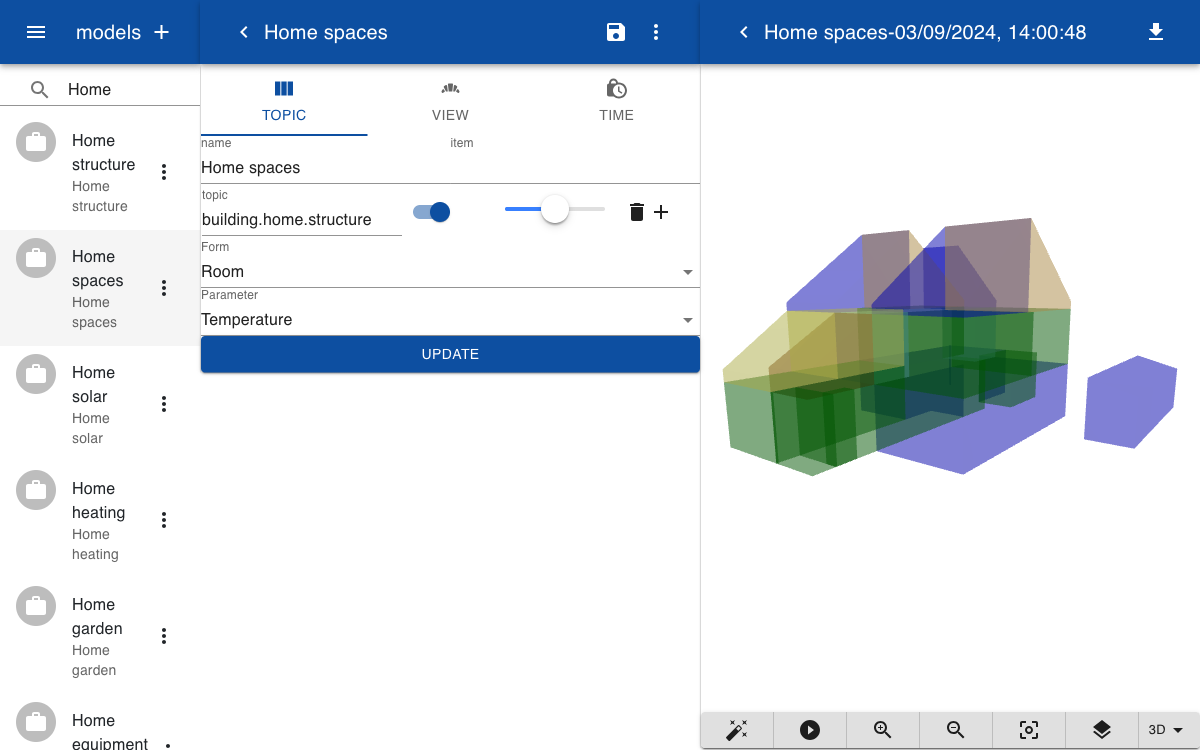 models
Home spaces
Home spaces-03/09/2024, 14:00:48
Home
Home
structure
Home
structure
Home
spaces
Home
spaces
Home
solar
Home
solar
Home
heating
Home
heating
Home
garden
Home
garden
Home
equipment
TOPIC
VIEW
TIME
name
item
Home spaces
topic
building.home.structure
Form
Room
Parameter
Temperature
UPDATE
3D